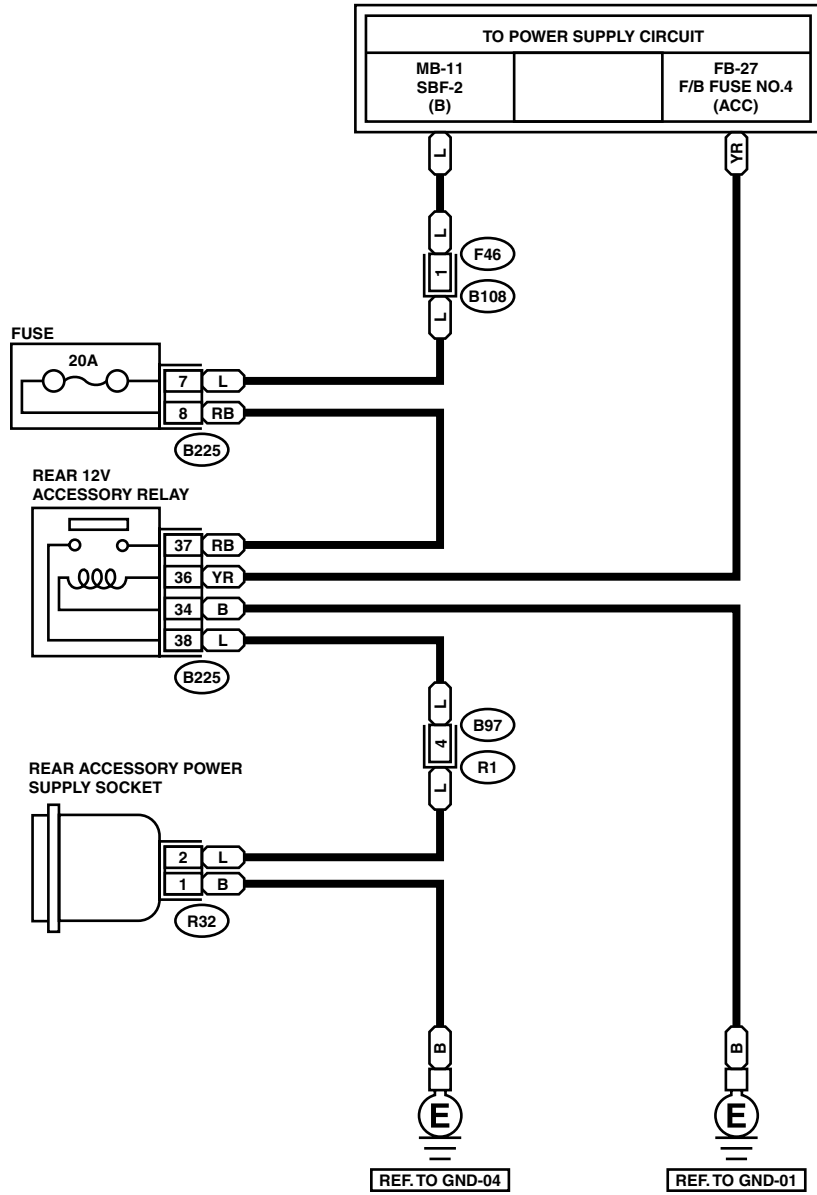 TO POWER SUPPLY CIRCUIT
MB-11
SBF-2
(B)
FB-27
F/B FUSE NO.4
(ACC)
L
YR
L
1
F46
B108
L
FUSE
20A
7 L
8 RB
B225
REAR 12V
ACCESSORY RELAY
37 RB
36 YR
34 B
38 L
B225
L
4
B97
R1
L
REAR ACCESSORY POWER
SUPPLY SOCKET
2 L
1 B
R32
B
B
E
E
REF. TO GND-04
REF. TO GND-01